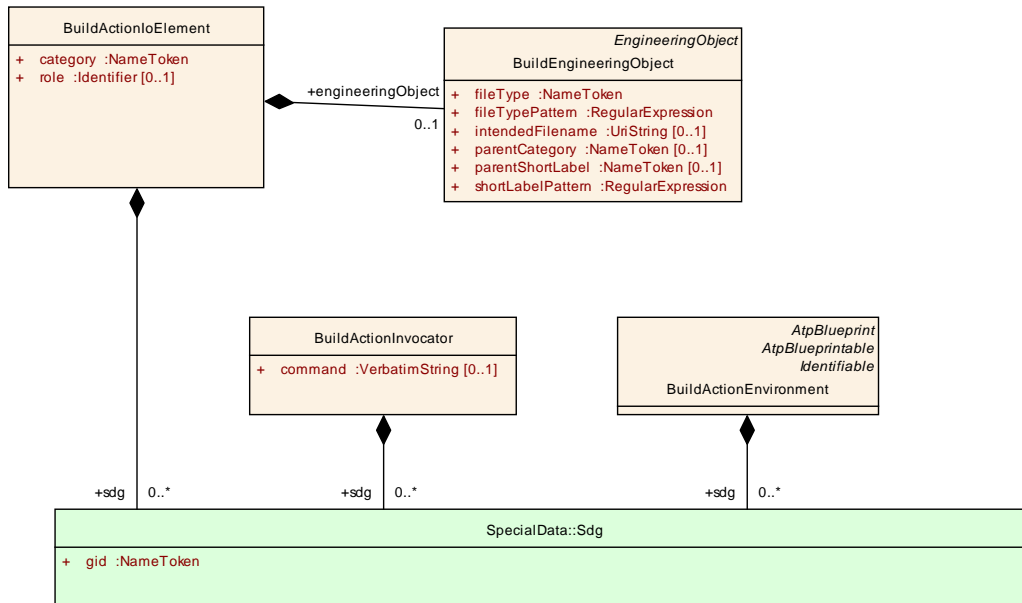 BuildActionIoElement
+ category :NameToken
+ role :Identifier [0..1]
+engineeringObject
0..1
EngineeringObject
BuildEngineeringObject
+ fileType :NameToken
+ fileTypePattern :RegularExpression
+ intendedFilename :UriString [0..1]
+ parentCategory :NameToken [0..1]
+ parentShortLabel :NameToken [0..1]
+ shortLabelPattern :RegularExpression
BuildActionInvocator
+ command :VerbatimString [0..1]
AtpBlueprint
AtpBlueprintable
Identifiable
BuildActionEnvironment
+sdg 0..*
+sdg 0..*
+sdg 0..*
SpecialData::Sdg
+ gid :NameToken